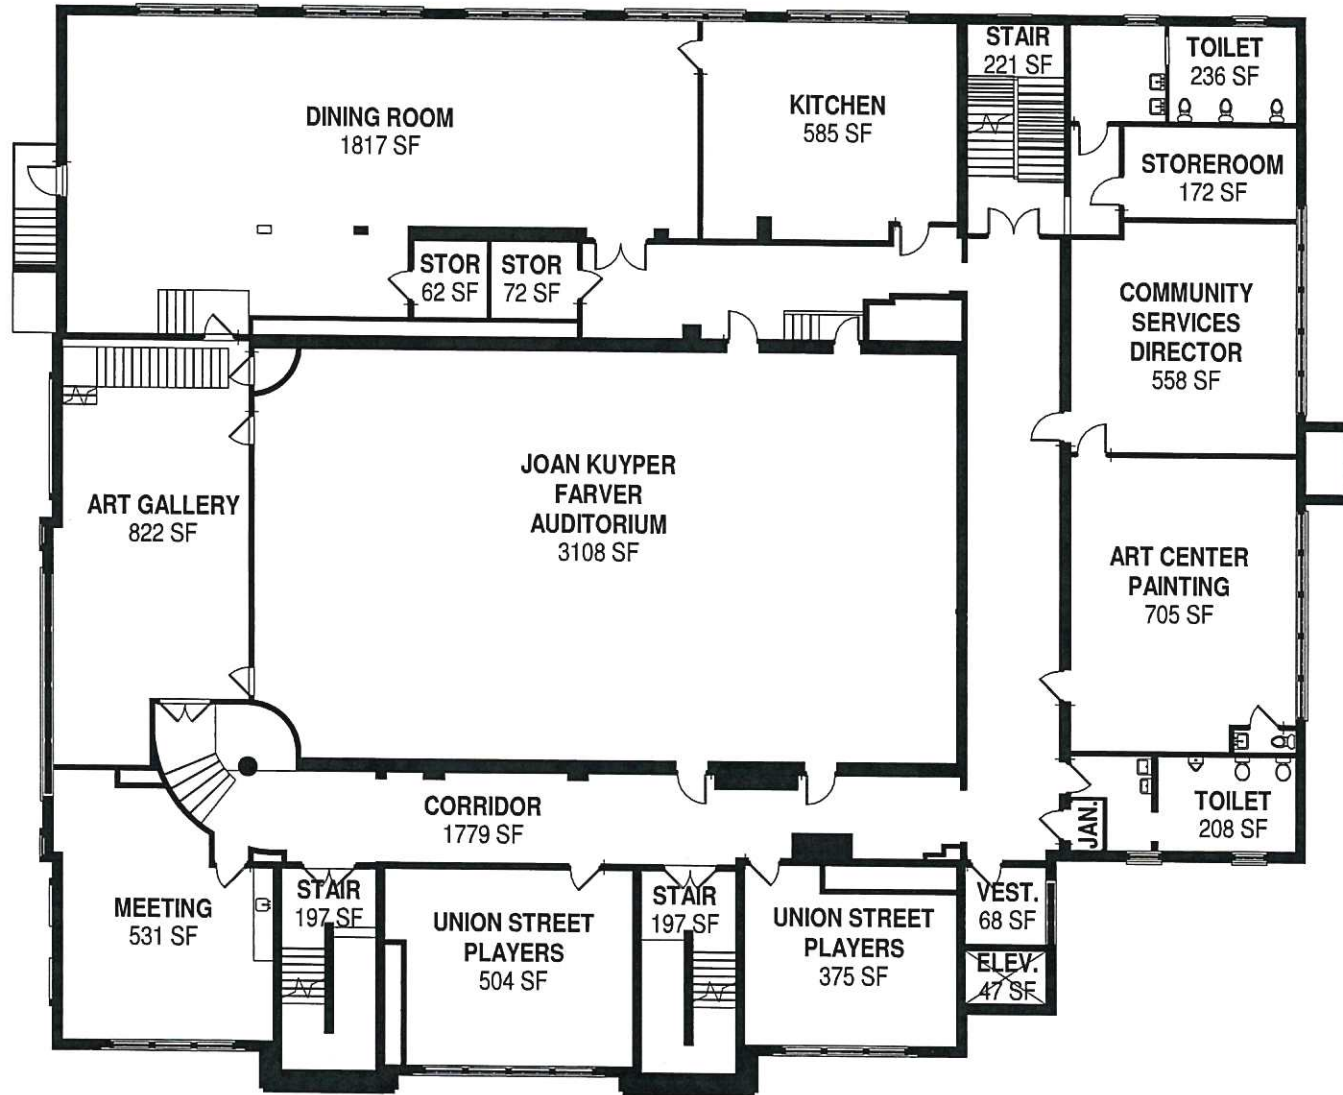 STAIR
221 SF
TOILET
236 SF
DINING ROOM
1817 SF
KITCHEN
585 SF
STOREROOM
172 SF
STOR
62 SF
STOR
72 SF
COMMUNITY
SERVICES
DIRECTOR
558 SF
ART GALLERY
822 SF
JOAN KUYPER
FARVER
AUDITORIUM
3108 SF
ART CENTER
PAINTING
705 SF
CORRIDOR
1779 SF
JAN.
TOILET
208 SF
MEETING
531 SF
STAIR
197 SF
UNION STREET
PLAYERS
504 SF
STAIR
197 SF
UNION STREET
PLAYERS
375 SF
VEST.
68 SF
ELEV.
47 SF